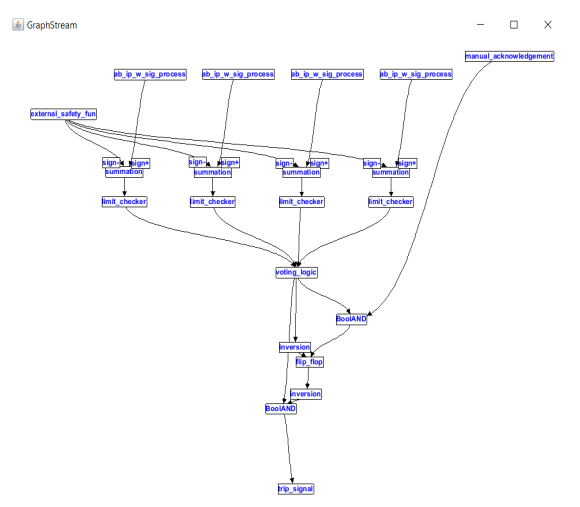 GraphStream
manual_acknowledgement
ab_ip_w_sig_process
ab_ip_w_sig_process
ab_ip_w_sig_process
ab_ip_w_sig_process
external_safety_fun
sign-
sign+
sign-
sign+
sign-
sign+
sign-
sign+
summation
summation
summation
summation
limit_checker
limit_checker
limit_checker
limit_checker
voting_logic
BoolAND
inversion
flip_flop
inversion
BoolAND
trip_signal